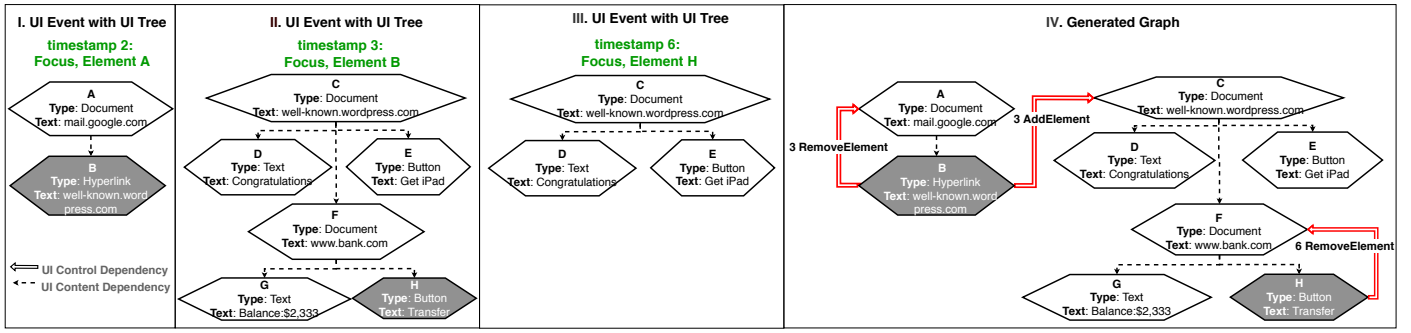 I. UI Event with UI Tree
timestamp 2:
Focus, Element A
A
Type: Document
Text: mail.google.com
B
Type: Hyperlink
Text: well-known.word
press.com
UI Control Dependency
UI Content Dependency
II. UI Event with UI Tree
timestamp 3:
Focus, Element B
C
Type: Document
Text: well-known.wordpress.com
D
Type: Text
Text: Congratulations
E
Type: Button
Text: Get iPad
F
Type: Document
Text: www.bank.com
G
Type: Text
Text: Balance:$2,333
H
Type: Button
Text: Transfer
III. UI Event with UI Tree
timestamp 6:
Focus, Element H
C
Type: Document
Text: well-known.wordpress.com
D
Type: Text
Text: Congratulations
E
Type: Button
Text: Get iPad
IV. Generated Graph
A
Type: Document
Text: mail.google.com
3 RemoveElement
B
Type: Hyperlink
Text: well-known.word
press.com
3 AddElement
C
Type: Document
Text: well-known.wordpress.com
D
Type: Text
Text: Congratulations
E
Type: Button
Text: Get iPad
F
Type: Document
Text: www.bank.com
6 RemoveElement
G
Type: Text
Text: Balance:$2,333
H
Type: Button
Text: Transfer